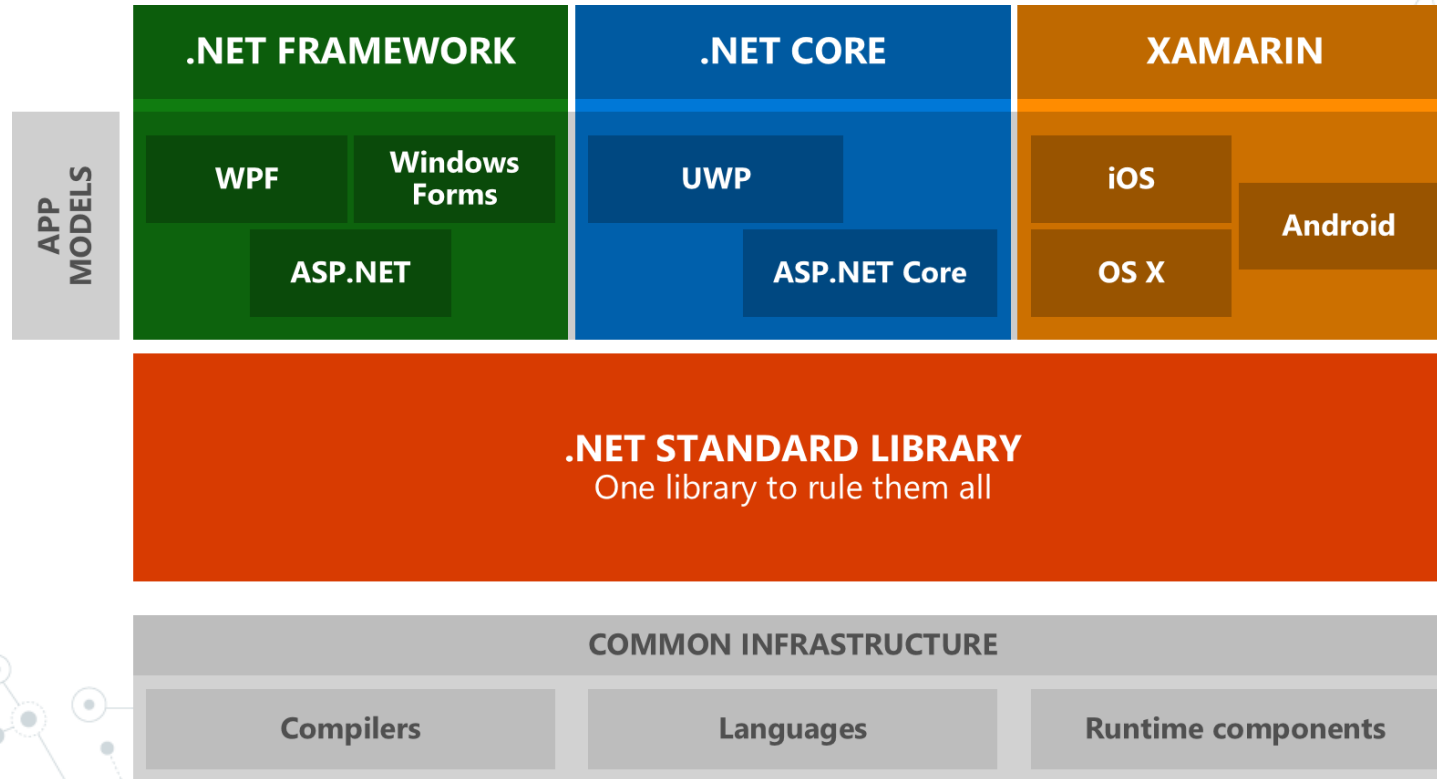 .NET FRAMEWORK
.NET CORE
XAMARIN
APP
MODELS
WPF
Windows
Forms
ASP.NET
UWP
ASP.NET Core
iOS
Android
OS X
.NET STANDARD LIBRARY
One library to rule them all
COMMON INFRASTRUCTURE
Compilers
Languages
Runtime components